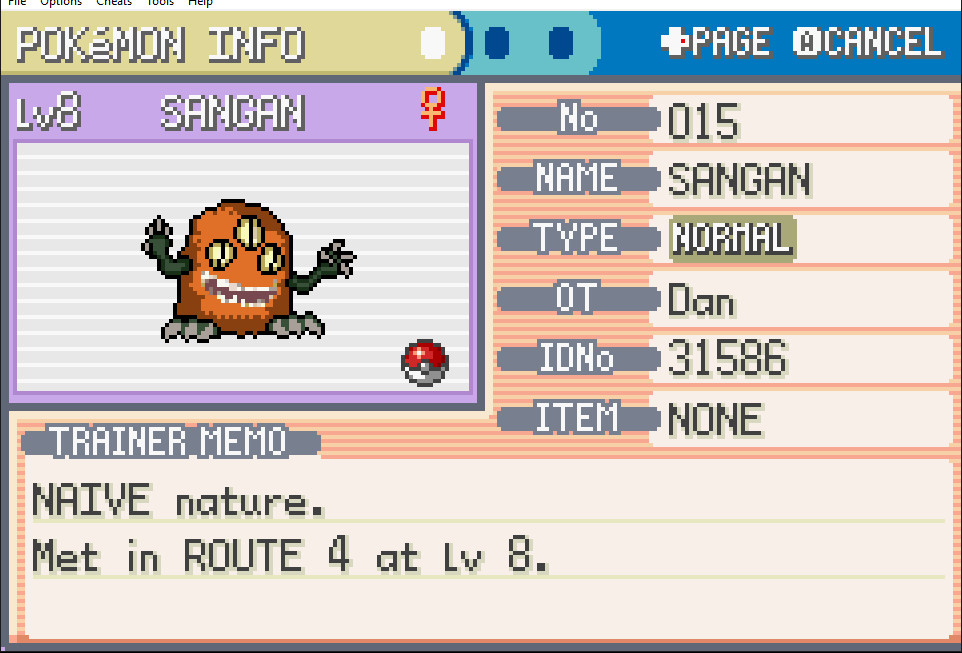 File Options Cheats Tools Help
POKéMON INFO PAGE A CANCEL
Lv8 SANGAN ♀
No 015
NAME SANGAN
TYPE NORMAL
OT Dan
IDNo 31586
ITEM NONE
TRAINER MEMO
NAIVE nature.
Met in ROUTE 4 at Lv 8.